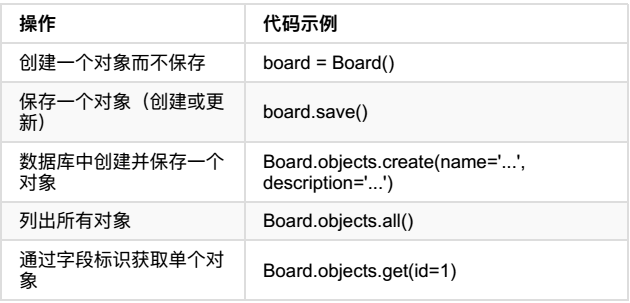 操作 代码示例
创建一个对象而不保存 board = Board()
保存一个对象（创建或更
新） board.save()
数据库中创建并保存一个
对象 Board.objects.create(name='...',
description='...')
列出所有对象 Board.objects.all()
通过字段标识获取单个对
象 Board.objects.get(id=1)